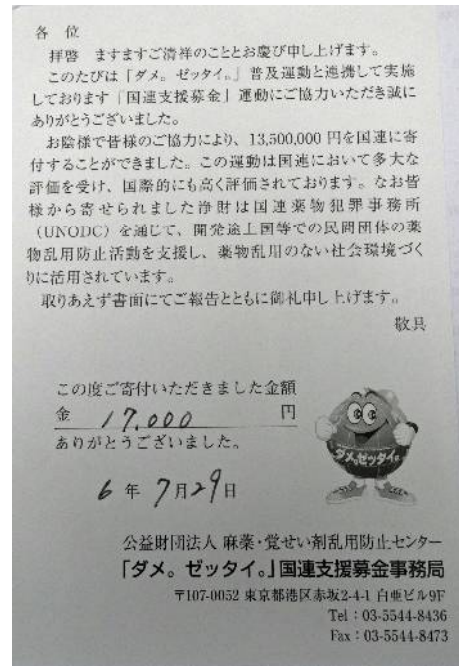 各 位
拝啓 ますますご清祥のこととお慶び申し上げます。
このたびは「ダメ。ゼッタイ。」普及運動と連携して実施
しております「国連支援募金」運動にご協力いただき誠に
ありがとうございました。
お陰様で皆様のご協力により、13,500,000 円を国連に寄
付することができました。この運動は国連において多大な
評価を受け、国際的にも高く評価されております。なお皆
様から寄せられました浄財は国連薬物犯罪事務所
（UNODC）を通じて、開発途上国等での民間団体の薬
物乱用防止活動を支援し、薬物乱用のない社会環境づく
りに活用されています。
取りあえず書面にてご報告とともに御礼申し上げます。
敬具
この度ご寄付いただきました金額
金 17,000 円
ありがとうございました。
ダメ。ゼッタイ。
6 年 7月29日
公益財団法人 麻薬・覚せい剤乱用防止センター
「ダメ。ゼッタイ。」国連支援募金事務局
〒107-0052 東京都港区赤坂2-4-1 白亜ビル9F
Tel：03-5544-8436
Fax：03-5544-8473